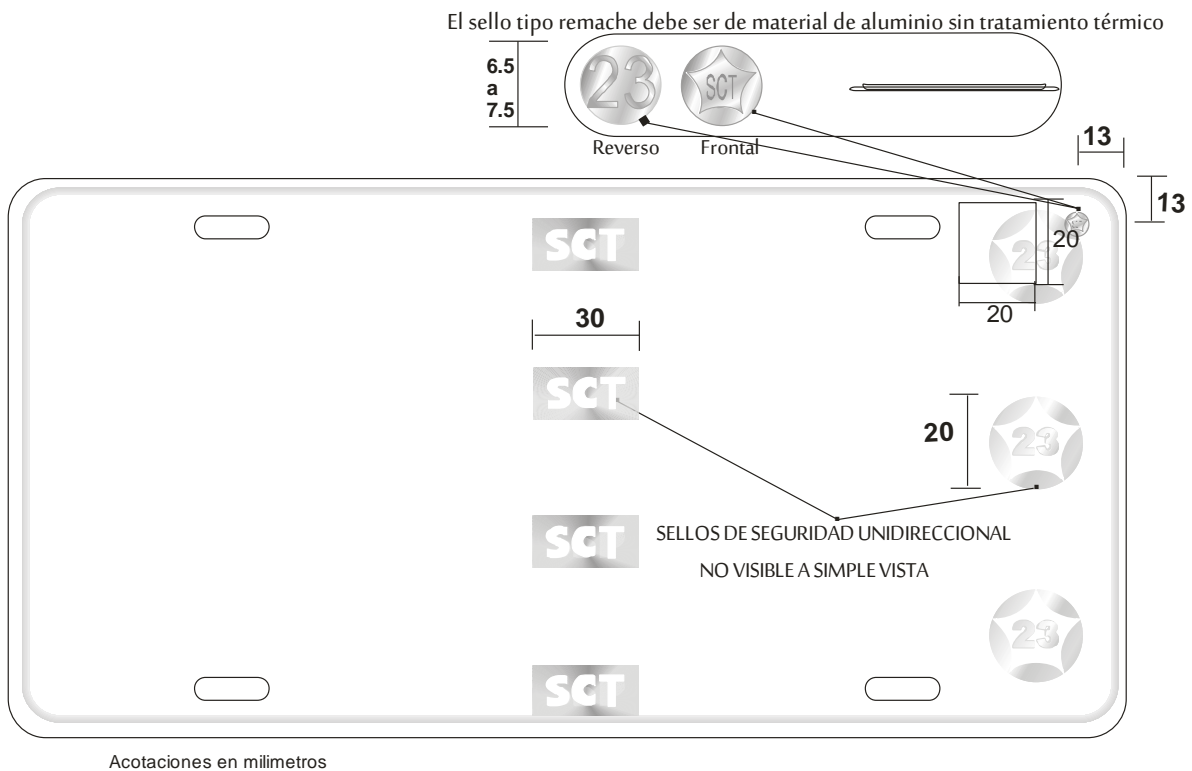 El sello tipo remache debe ser de material de aluminio sin tratamiento térmico
6.5
a
7.5
23
SCT
Reverso
Frontal
13
13
SCT
23
20
20
30
SCT
20
23
SCT
SELLOS DE SEGURIDAD UNIDIRECCIONAL
NO VISIBLE A SIMPLE VISTA
23
SCT
Acotaciones en milimetros